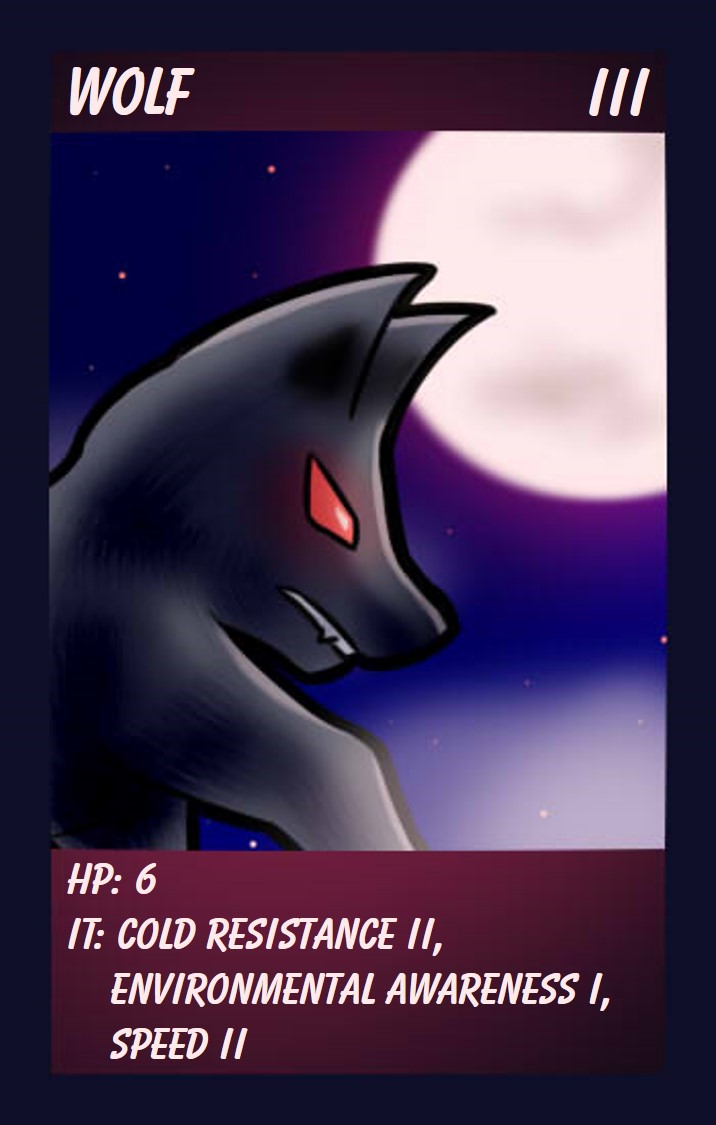 WOLF III
HP: 6
IT: COLD RESISTANCE II,
ENVIRONMENTAL AWARENESS I,
SPEED II